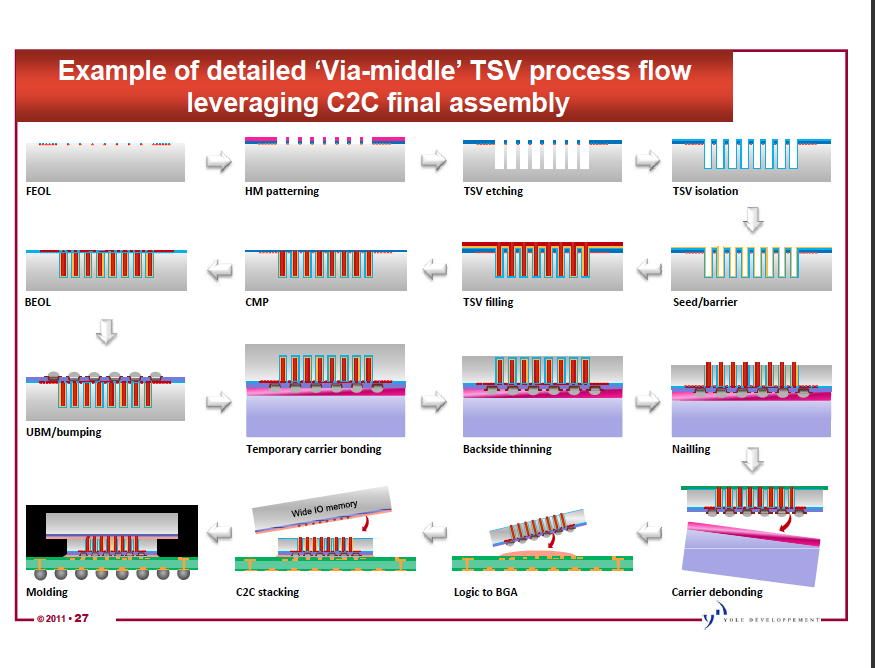 Example of detailed ‘Via-middle’ TSV process flow
leveraging C2C final assembly
FEOL
HM patterning
TSV etching
TSV isolation
BEOL
CMP
TSV filling
Seed/barrier
UBM/bumping
Temporary carrier bonding
Backside thinning
Nailling
Wide IO memory
Molding
C2C stacking
Logic to BGA
Carrier debonding
© 2011 • 27
YOLE DÉVELOPPEMENT